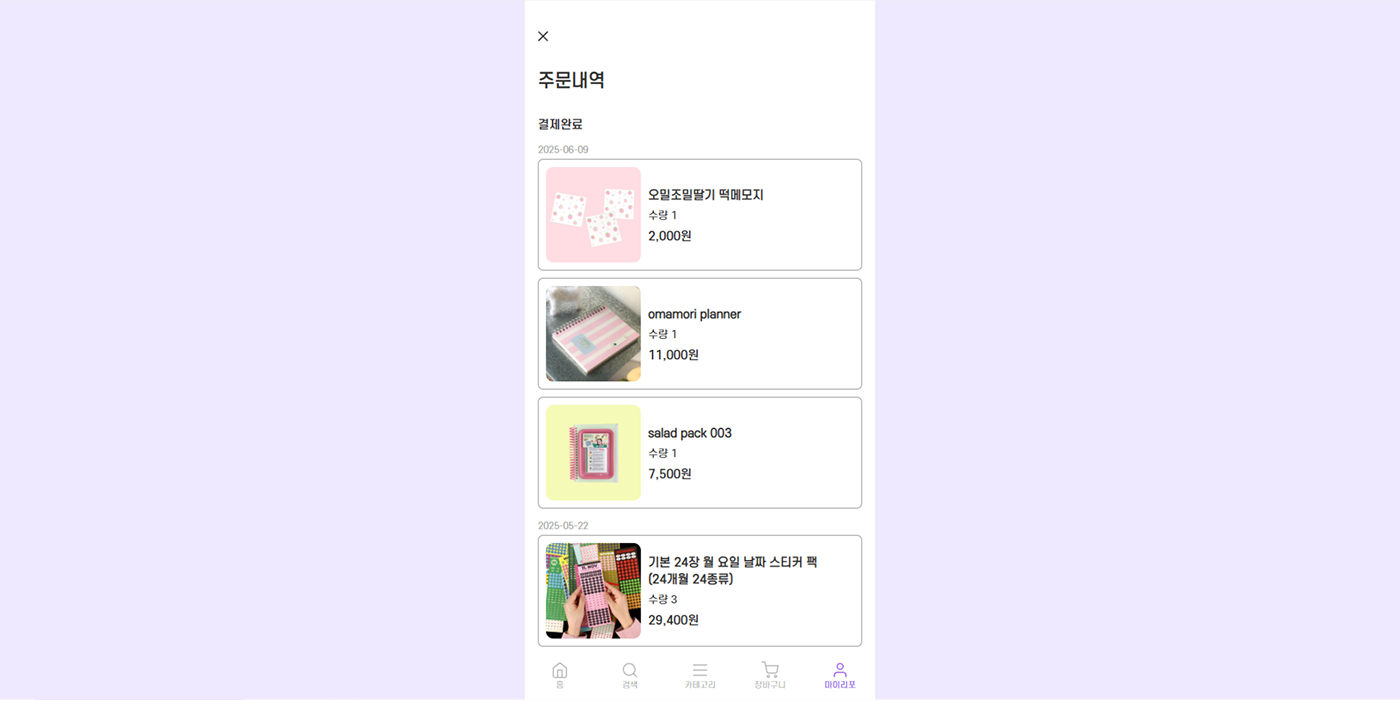 주문내역
결제완료
2025-06-09
오밀조밀딸기 떡메모지
수량 1
2,000원
omamori planner
수량 1
11,000원
salad pack 003
수량 1
7,500원
2025-05-22
기본 24장 월 요일 날짜 스티커 팩
(24개월 24종류)
수량 3
29,400원
홈
검색
카테고리
장바구니
마이리포